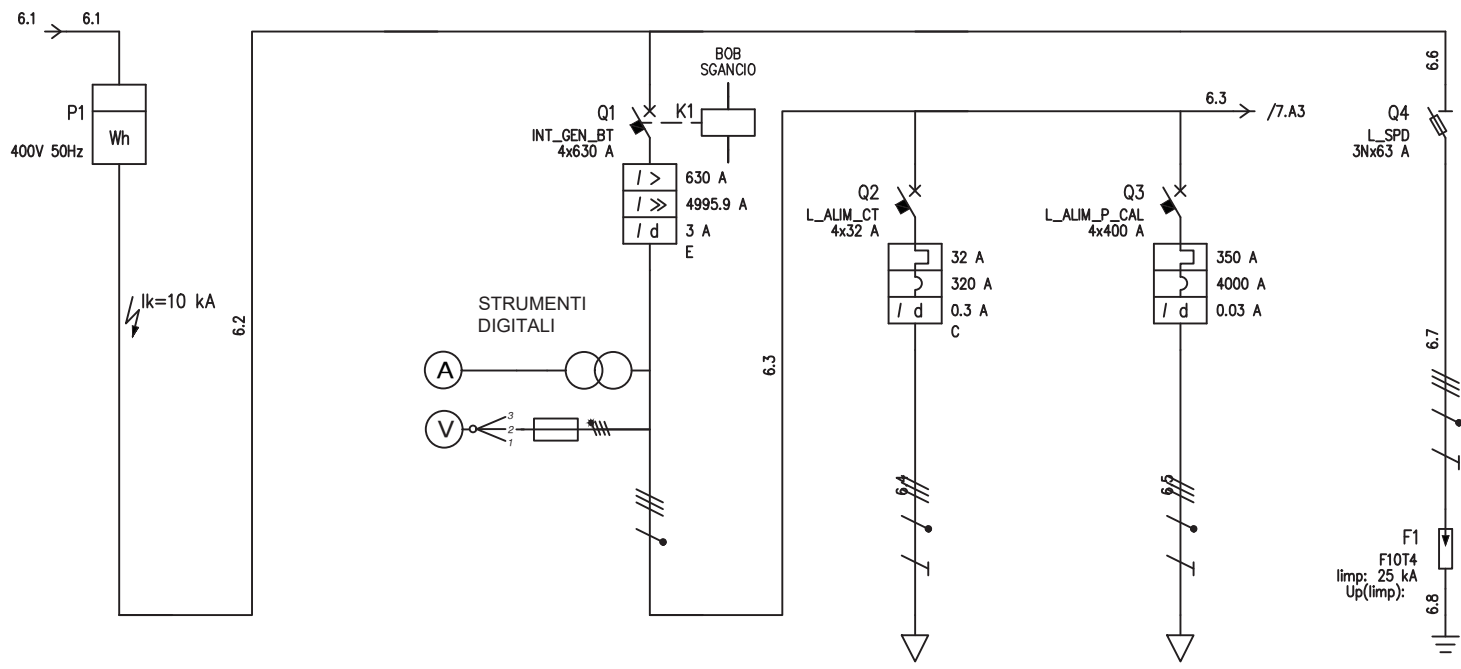 6.1
6.1
P1
Wh
400V 50Hz
Ik=10 kA
6.2
BOB
SGANCIO
Q1
K1
INT_GEN_BT
4x630 A
I >
630 A
I >>
4995.9 A
I d
3 A
E
STRUMENTI
DIGITALI
A
V
3
2
1
6.3
6.3
/7.A3
Q2
L_ALIM_CT
4x32 A
32 A
320 A
I d
0.3 A
C
6.4
Q3
L_ALIM_P_CAL
4x400 A
350 A
4000 A
I d
0.03 A
6.5
6.6
Q4
L_SPD
3Nx63 A
6.7
F1
F10T4
Iimp: 25 kA
Up(Iimp):
6.8